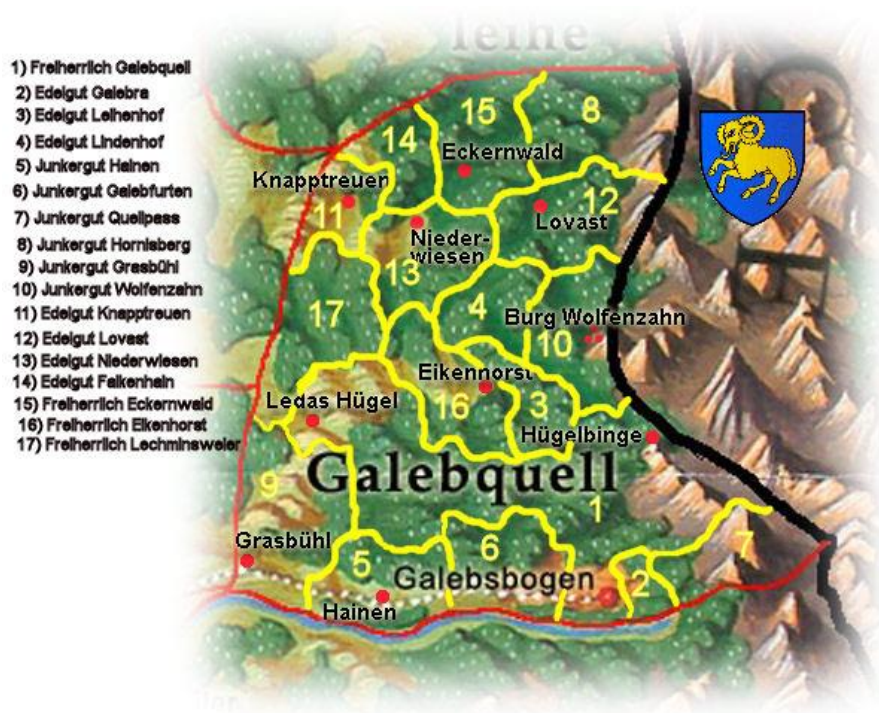 leihe
1) Freiherrlich Galebquell
2) Edelgut Galebra
3) Edelgut Leihenhof
4) Edelgut Lindenhof
5) Junkergut Hainen
6) Junkergut Galebfurten
7) Junkergut Quellpass
8) Junkergut Hornisberg
9) Junkergut Grasbühl
10) Junkergut Wolfenzahn
11) Edelgut Knapptreuen
12) Edelgut Lovast
13) Edelgut Niederwiesen
14) Edelgut Falkenhain
15) Freiherrlich Eckernwald
16) Freiherrlich Eikenhorst
17) Freiherrlich Lechminsweiler
15
8
14
Eckernwald
Knapptreuen
12
11
Lovast
Nieder-
wiesen
13
4
17
Burg Wolfenzahn
10
Eikennorst
Ledas Hügel
16
3
Hügelbinge
Galebquell
9
1
Grasbühl
6
7
5
Galebsbogen
2
Hainen